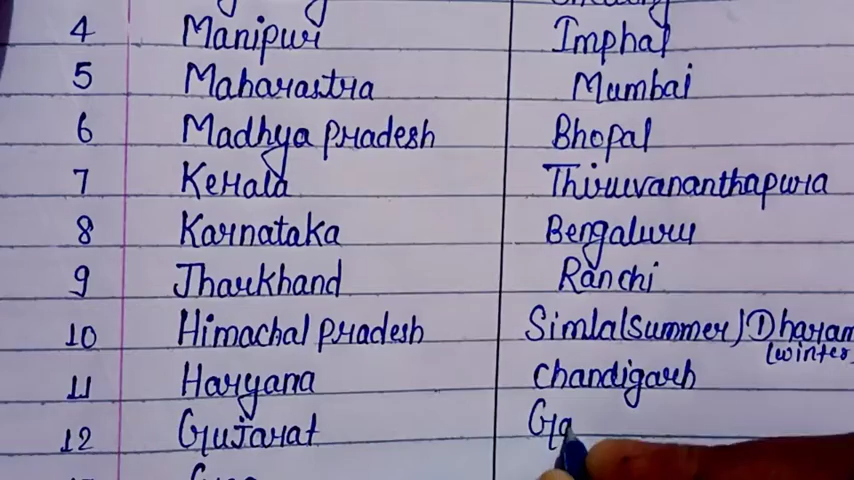 4 Manipur Imphal
5 Maharastra Mumbai
6 Madhya Pradesh Bhopal
7 Kerala Thiruvananthapura
8 Karnataka Bengaluru
9 Jharkhand Ranchi
10 Himachal Pradesh Simla(summer) Dharam
(winter)
11 Haryana Chandigarh
12 Gujarat Ga